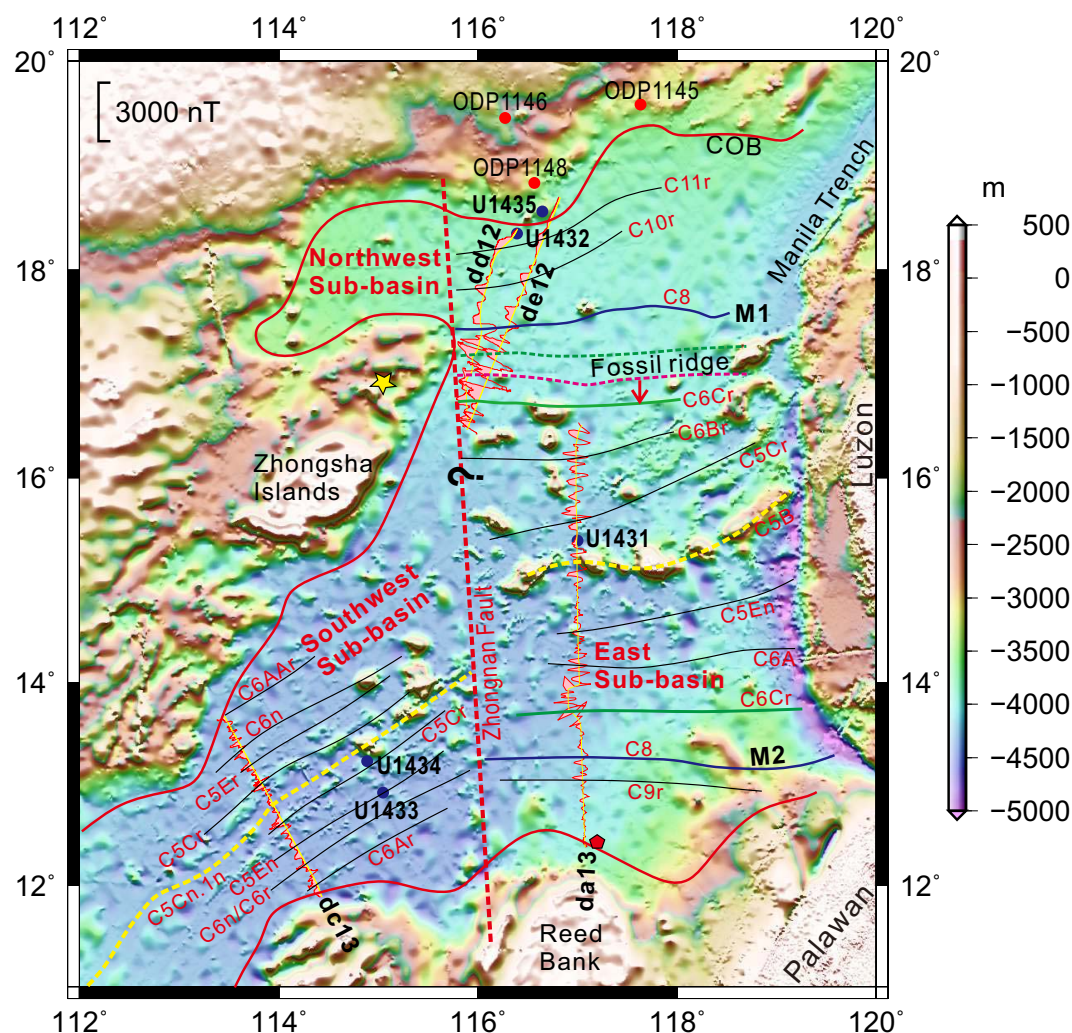 112˚
114˚
116˚
118˚
120˚
20˚
20˚
3000 nT
ODP1146
ODP1145
COB
ODP1148
C11r
U1435
C10r
U1432
dd12
de12
Manila Trench
m
500
0
−500
−1000
−1500
−2000
−2500
−3000
−3500
−4000
−4500
−5000
18˚
18˚
Northwest
Sub-basin
C8
M1
Fossil ridge
C6Cr
C6Br
C5Cr
Luzon
16˚
16˚
Zhongsha
Islands
?
U1431
C5B
C5En
Southwest
Sub-basin
Zhongnan Fault
East
Sub-basin
C6A
14˚
14˚
C6AAr
C6n
C5Er
C5Cr
C5Cr
C6Cr
U1434
U1433
C8
M2
C9r
C5Cn.1n
C5En
C6Ar
C6n/C6r
12˚
12˚
dc13
da13
Reed
Bank
Palawan
112˚
114˚
116˚
118˚
120˚